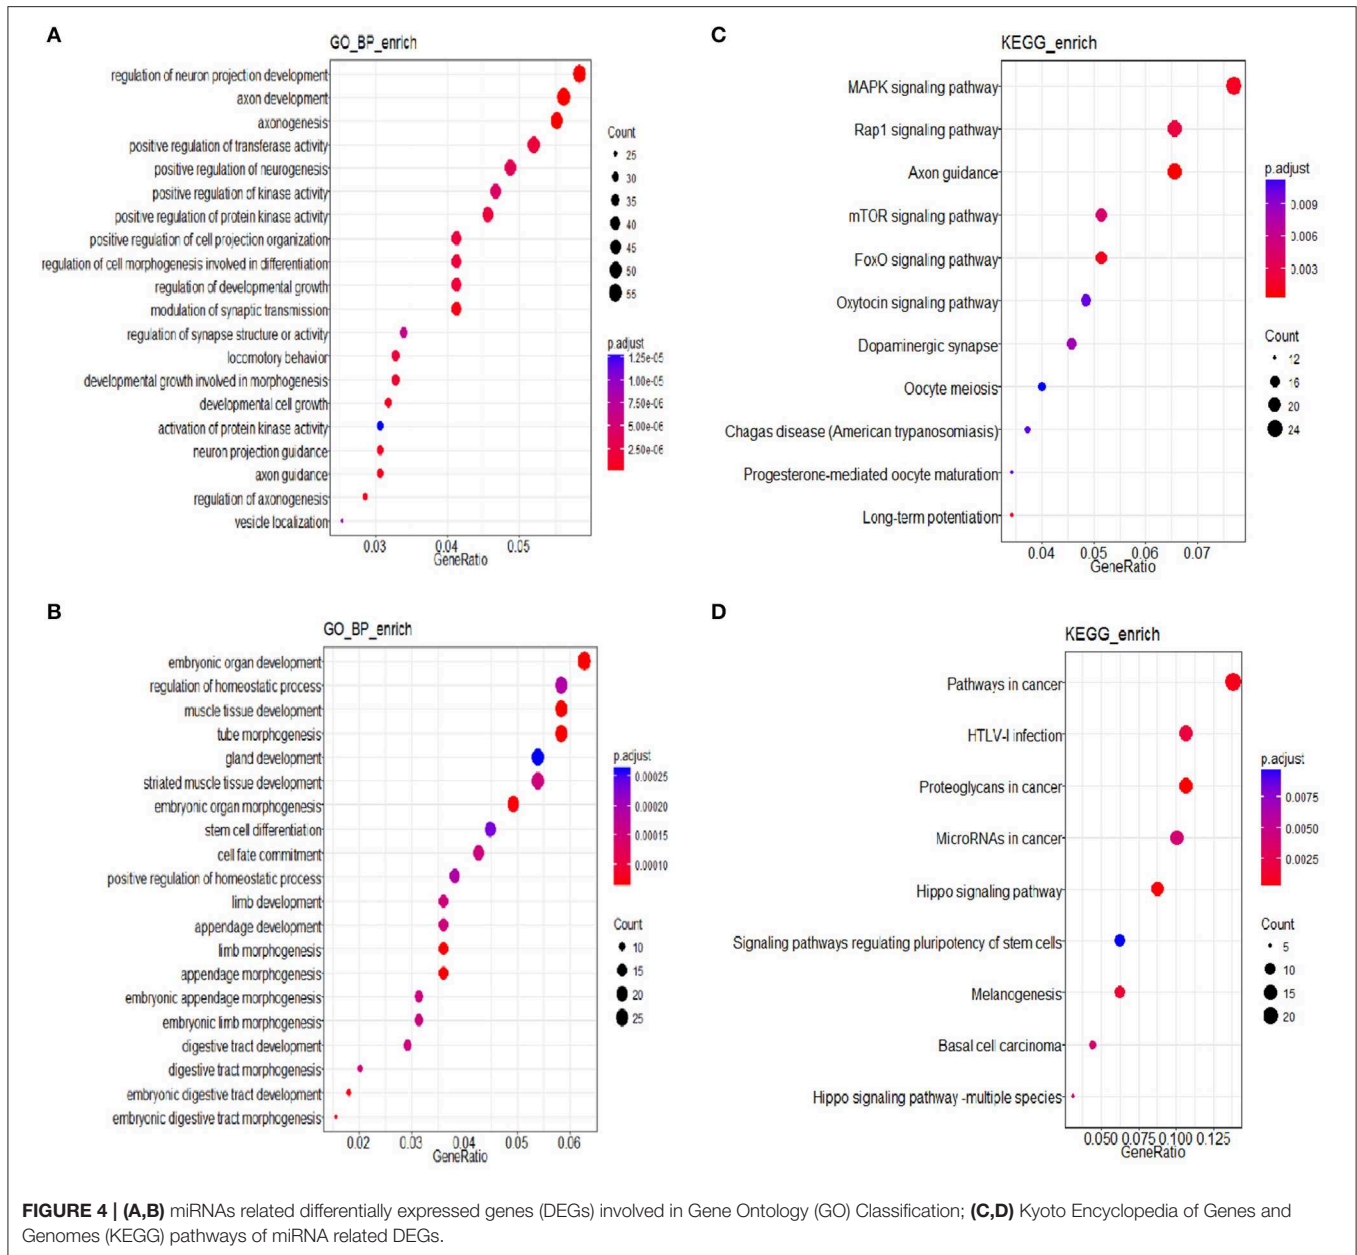 A
GO_BP_enrich
regulation of neuron projection development
axon development
axonogenesis
positive regulation of transferase activity
positive regulation of neurogenesis
positive regulation of kinase activity
positive regulation of protein kinase activity
positive regulation of cell projection organization
regulation of cell morphogenesis involved in differentiation
regulation of developmental growth
modulation of synaptic transmission
regulation of synapse structure or activity
locomotory behavior
developmental growth involved in morphogenesis
developmental cell growth
activation of protein kinase activity
neuron projection guidance
axon guidance
regulation of axonogenesis
vesicle localization
0.03 0.04 0.05
GeneRatio
Count
25
30
35
40
45
50
55
p.adjust
1.25e-05
1.00e-05
7.50e-06
5.00e-06
2.50e-06
C
KEGG_enrich
MAPK signaling pathway
Rap1 signaling pathway
Axon guidance
mTOR signaling pathway
FoxO signaling pathway
Oxytocin signaling pathway
Dopaminergic synapse
Oocyte meiosis
Chagas disease (American trypanosomiasis)
Progesterone-mediated oocyte maturation
Long-term potentiation
0.04 0.05 0.06 0.07
GeneRatio
p.adjust
0.009
0.006
0.003
Count
12
16
20
24
B
GO_BP_enrich
embryonic organ development
regulation of homeostatic process
muscle tissue development
tube morphogenesis
gland development
striated muscle tissue development
embryonic organ morphogenesis
stem cell differentiation
cell fate commitment
positive regulation of homeostatic process
limb development
appendage development
limb morphogenesis
appendage morphogenesis
embryonic appendage morphogenesis
embryonic limb morphogenesis
digestive tract development
digestive tract morphogenesis
embryonic digestive tract development
embryonic digestive tract morphogenesis
0.02 0.03 0.04 0.05 0.06
GeneRatio
p.adjust
0.00025
0.00020
0.00015
0.00010
Count
10
15
20
25
D
KEGG_enrich
Pathways in cancer
HTLV-I infection
Proteoglycans in cancer
MicroRNAs in cancer
Hippo signaling pathway
Signaling pathways regulating pluripotency of stem cells
Melanogenesis
Basal cell carcinoma
Hippo signaling pathway -multiple species
0.050 0.075 0.100 0.125
GeneRatio
p.adjust
0.0075
0.0050
0.0025
Count
5
10
15
20
FIGURE 4 | (A,B) miRNAs related differentially expressed genes (DEGs) involved in Gene Ontology (GO) Classification; (C,D) Kyoto Encyclopedia of Genes and
Genomes (KEGG) pathways of miRNA related DEGs.